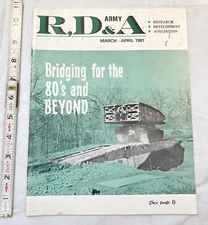 ARMY
R,D&A
• RESEARCH
• DEVELOPMENT
• ACQUISITION
MARCH - APRIL 1981
Bridging for the
80's and
BEYOND
(See page 1)